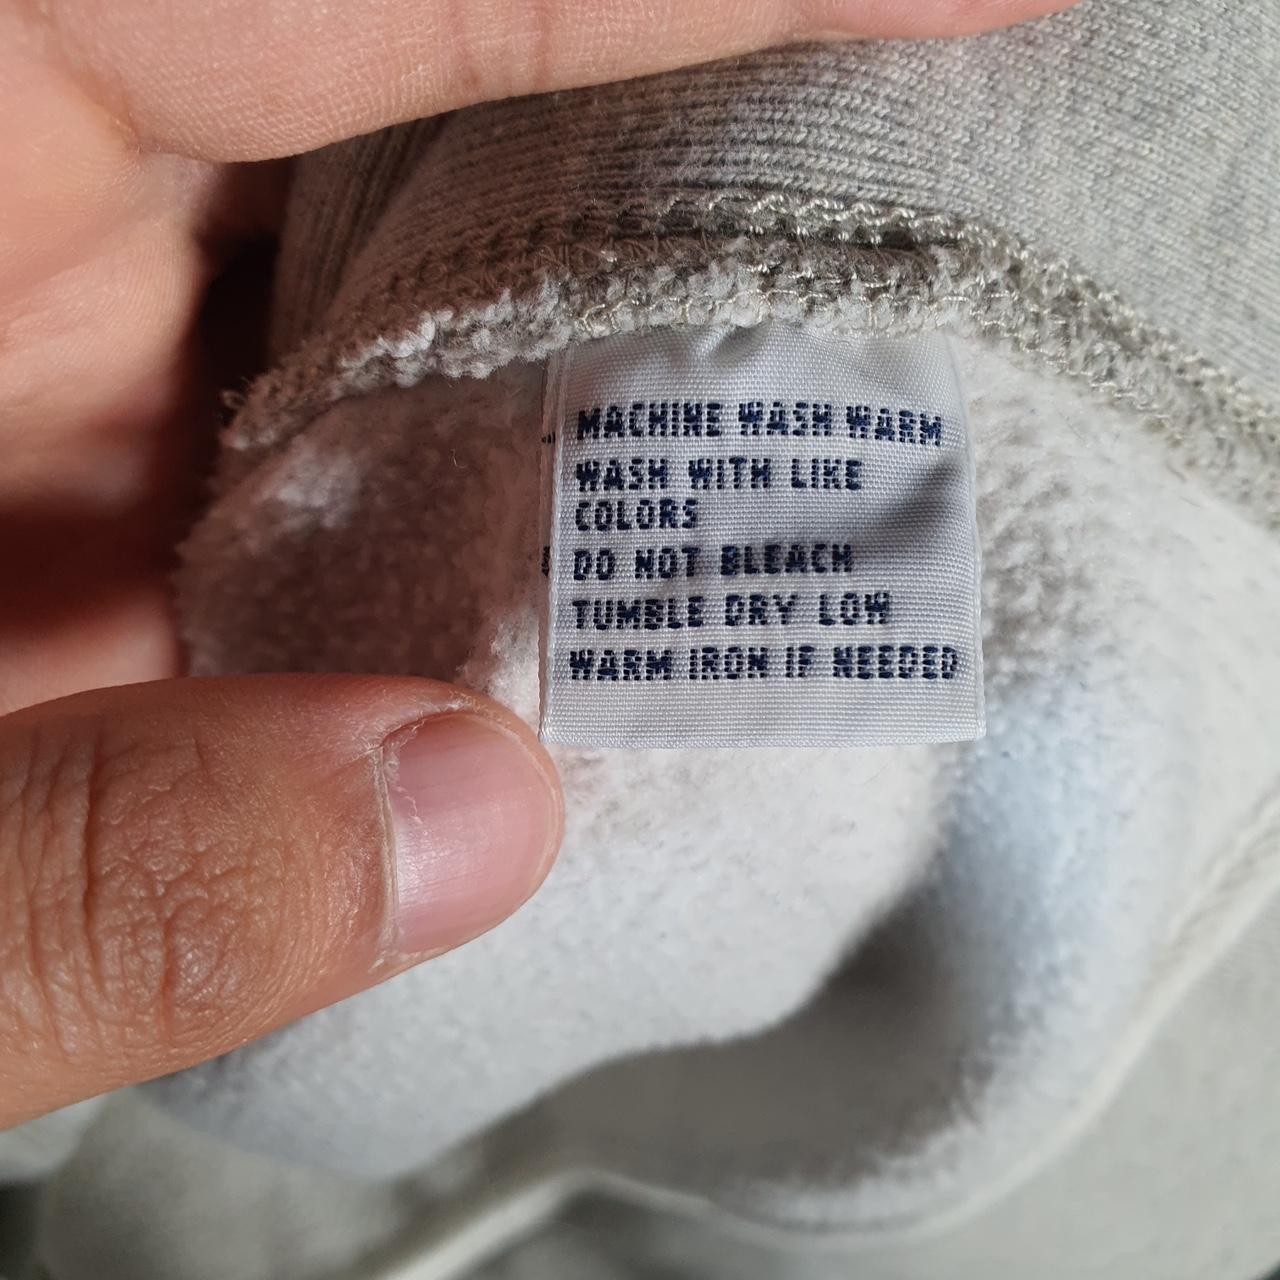 MACHINE WASH WARM
WASH WITH LIKE
COLORS
DO NOT BLEACH
TUMBLE DRY LOW
WARM IRON IF NEEDED